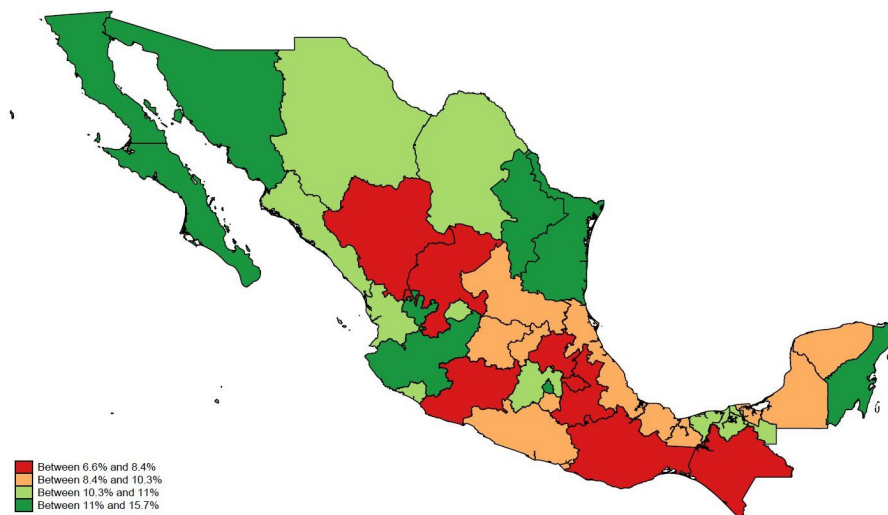 Between 6.6% and 8.4%
Between 8.4% and 10.3%
Between 10.3% and 11%
Between 11% and 15.7%